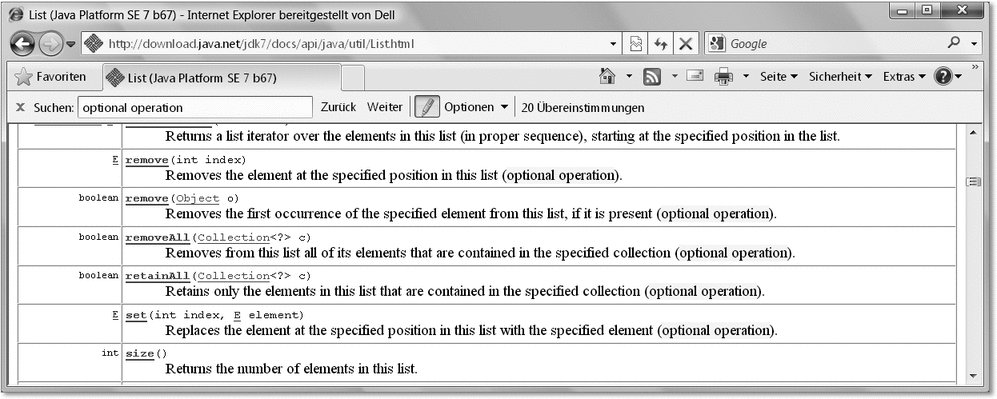 List (Java Platform SE 7 b67) - Internet Explorer bereitgestellt von Dell
http://download.java.net/jdk7/docs/api/java/util/List.html
Google
Favoriten
List (Java Platform SE 7 b67)
Seite
Sicherheit
Extras
»
x Suchen: optional operation Zurück Weiter Optionen 20 Übereinstimmungen
Returns a list iterator over the elements in this list (in proper sequence), starting at the specified position in the list.
E remove(int index)
Removes the element at the specified position in this list (optional operation).
boolean remove(Object o)
Removes the first occurrence of the specified element from this list, if it is present (optional operation).
boolean removeAll(Collection<?> c)
Removes from this list all of its elements that are contained in the specified collection (optional operation).
boolean retainAll(Collection<?> c)
Retains only the elements in this list that are contained in the specified collection (optional operation).
E set(int index, E element)
Replaces the element at the specified position in this list with the specified element (optional operation).
int size()
Returns the number of elements in this list.